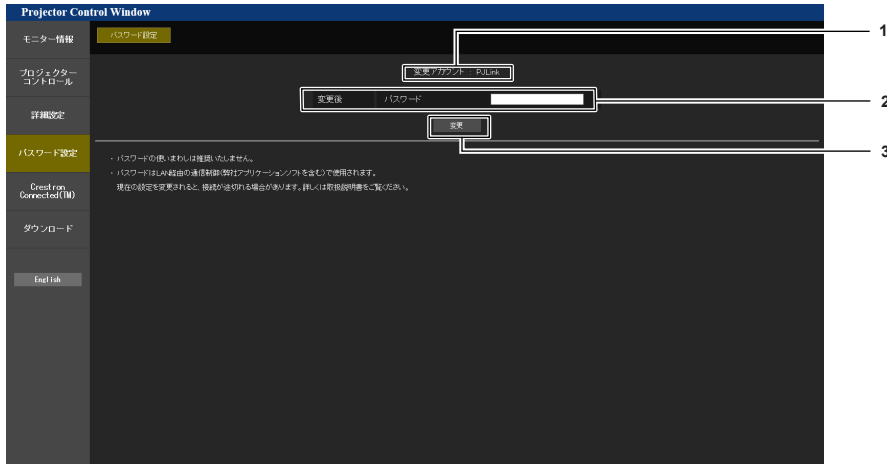 Projector Control Window
モニター情報
プロジェクター
コントロール
詳細設定
パスワード設定
Crestron
Connected(TM)
ダウンロード
English
パスワード設定
変更アカウント : PJLink
変更後 パスワード
変更
・パスワードの使いまわしは推奨いたしません。
・パスワードはLAN経由の通信制御(弊社アプリケーションソフトを含む)で使用されます。
現在の設定を変更されると、接続が途切れる場合があります。詳しくは取扱説明書をご覧ください。
1
2
3